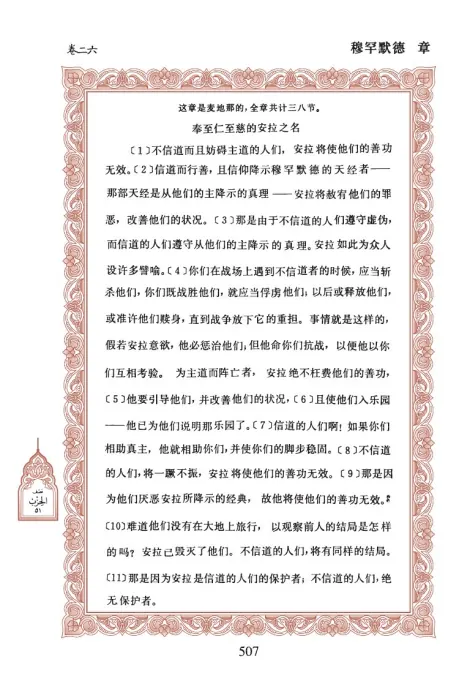 卷二六
穆罕默德 章
这章是麦地那的,全章共计三八节。
奉至仁至慈的安拉之名
〔1〕不信道而且妨碍主道的人们, 安拉将使他们的善功
无效。〔2〕信道而行善, 且信仰降示穆罕默德的天经者——
那部天经是从他们的主降示的真理——安拉将赦宥他们的罪
恶, 改善他们的状况。〔3〕那是由于不信道的人们遵守虚伪,
而信道的人们遵守从他们的主降示的真理。安拉如此为众人
设许多譬喻。〔4〕你们在战场上遇到不信道者的时候, 应当斩
杀他们, 你们既战胜他们, 就应当俘虏他们; 以后或释放他们,
或准许他们赎身, 直到战争放下它的重担。事情就是这样的,
假若安拉意欲, 他必惩治他们; 但他命你们抗战, 以便他以你
们互相考验。 为主道而阵亡者, 安拉绝不枉费他们的善功,
〔5〕他要引导他们, 并改善他们的状况, 〔6〕且使他们入乐园
——他已为他们说明那乐园了。〔7〕信道的人们啊! 如果你们
相助真主, 他就相助你们, 并使你们的脚步稳固。〔8〕不信道
的人们, 将一蹶不振, 安拉将使他们的善功无效。〔9〕那是因
为他们厌恶安拉所降示的经典, 故他将使他们的善功无效。
〔10〕难道他们没有在大地上旅行, 以观察前人的结局是怎样
的吗? 安拉已毁灭了他们。不信道的人们, 将有同样的结局。
〔11〕那是因为安拉是信道的人们的保护者; 不信道的人们, 绝
无保护者。
نصف
الحزب
٥١
507